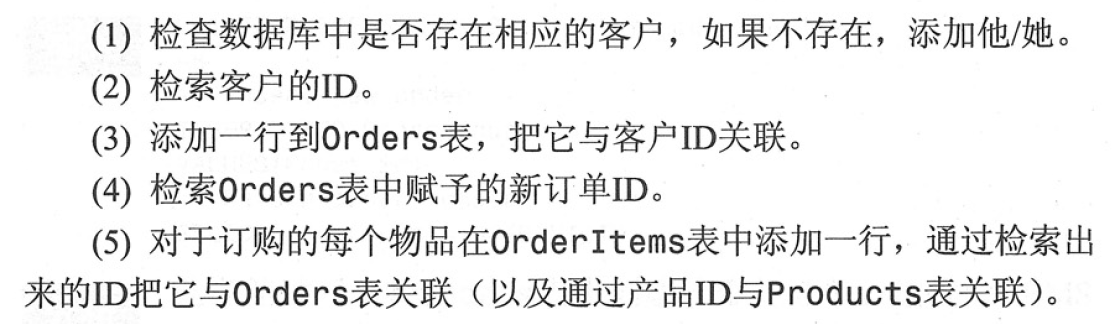 (1) 检查数据库中是否存在相应的客户，如果不存在，添加他/她。
(2) 检索客户的ID。
(3) 添加一行到Orders表，把它与客户ID关联。
(4) 检索Orders表中赋予的新订单ID。
(5) 对于订购的每个物品在OrderItems表中添加一行，通过检索出
来的ID把它与Orders表关联（以及通过产品ID与Products表关联）。